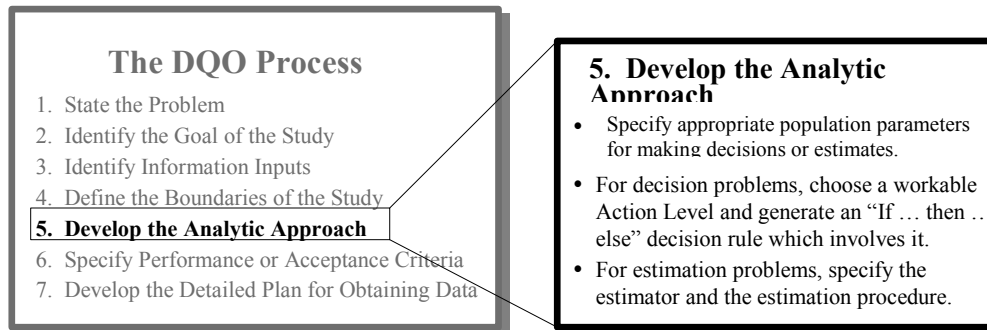 The DQO Process
1. State the Problem
2. Identify the Goal of the Study
3. Identify Information Inputs
4. Define the Boundaries of the Study
5. Develop the Analytic Approach
6. Specify Performance or Acceptance Criteria
7. Develop the Detailed Plan for Obtaining Data
5. Develop the Analytic
Approach
• Specify appropriate population parameters
for making decisions or estimates.
• For decision problems, choose a workable
Action Level and generate an “If … then …
else” decision rule which involves it.
• For estimation problems, specify the
estimator and the estimation procedure.